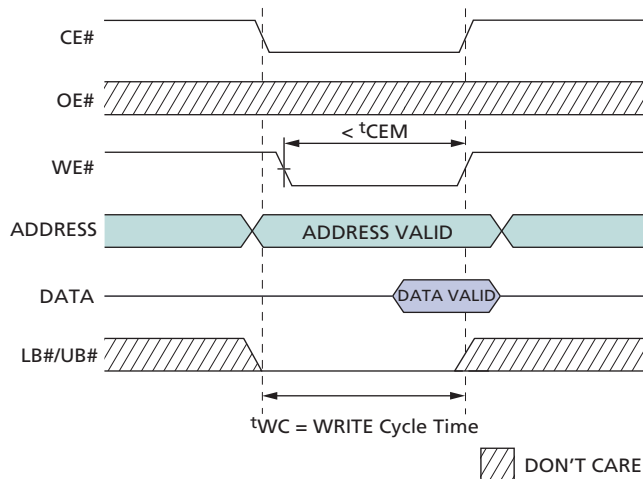 CE#
OE#
< tCEM
WE#
ADDRESS
ADDRESS VALID
DATA
DATA VALID
LB#/UB#
tWC = WRITE Cycle Time
DON'T CARE